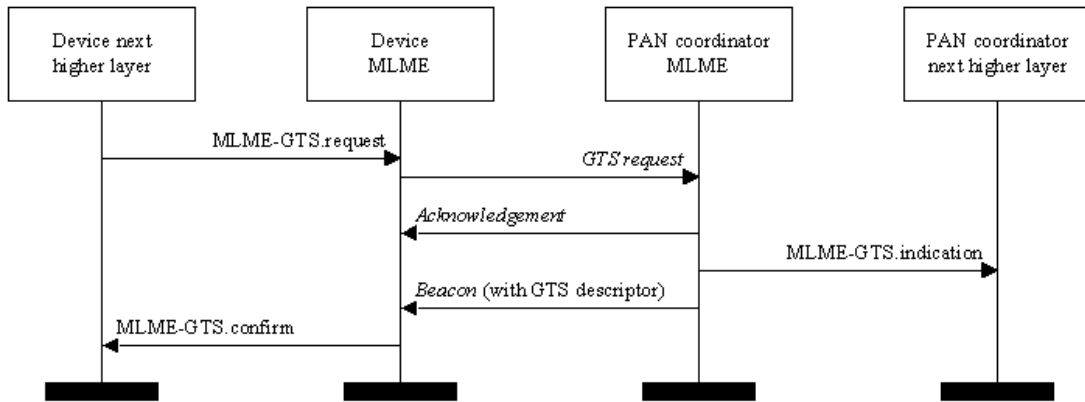 Device next
higher layer
Device
MLME
PAN coordinator
MLME
PAN coordinator
next higher layer
MLME-GTS.request
GTS request
Acknowledgement
MLME-GTS.indication
Beacon (with GTS descriptor)
MLME-GTS.confirm